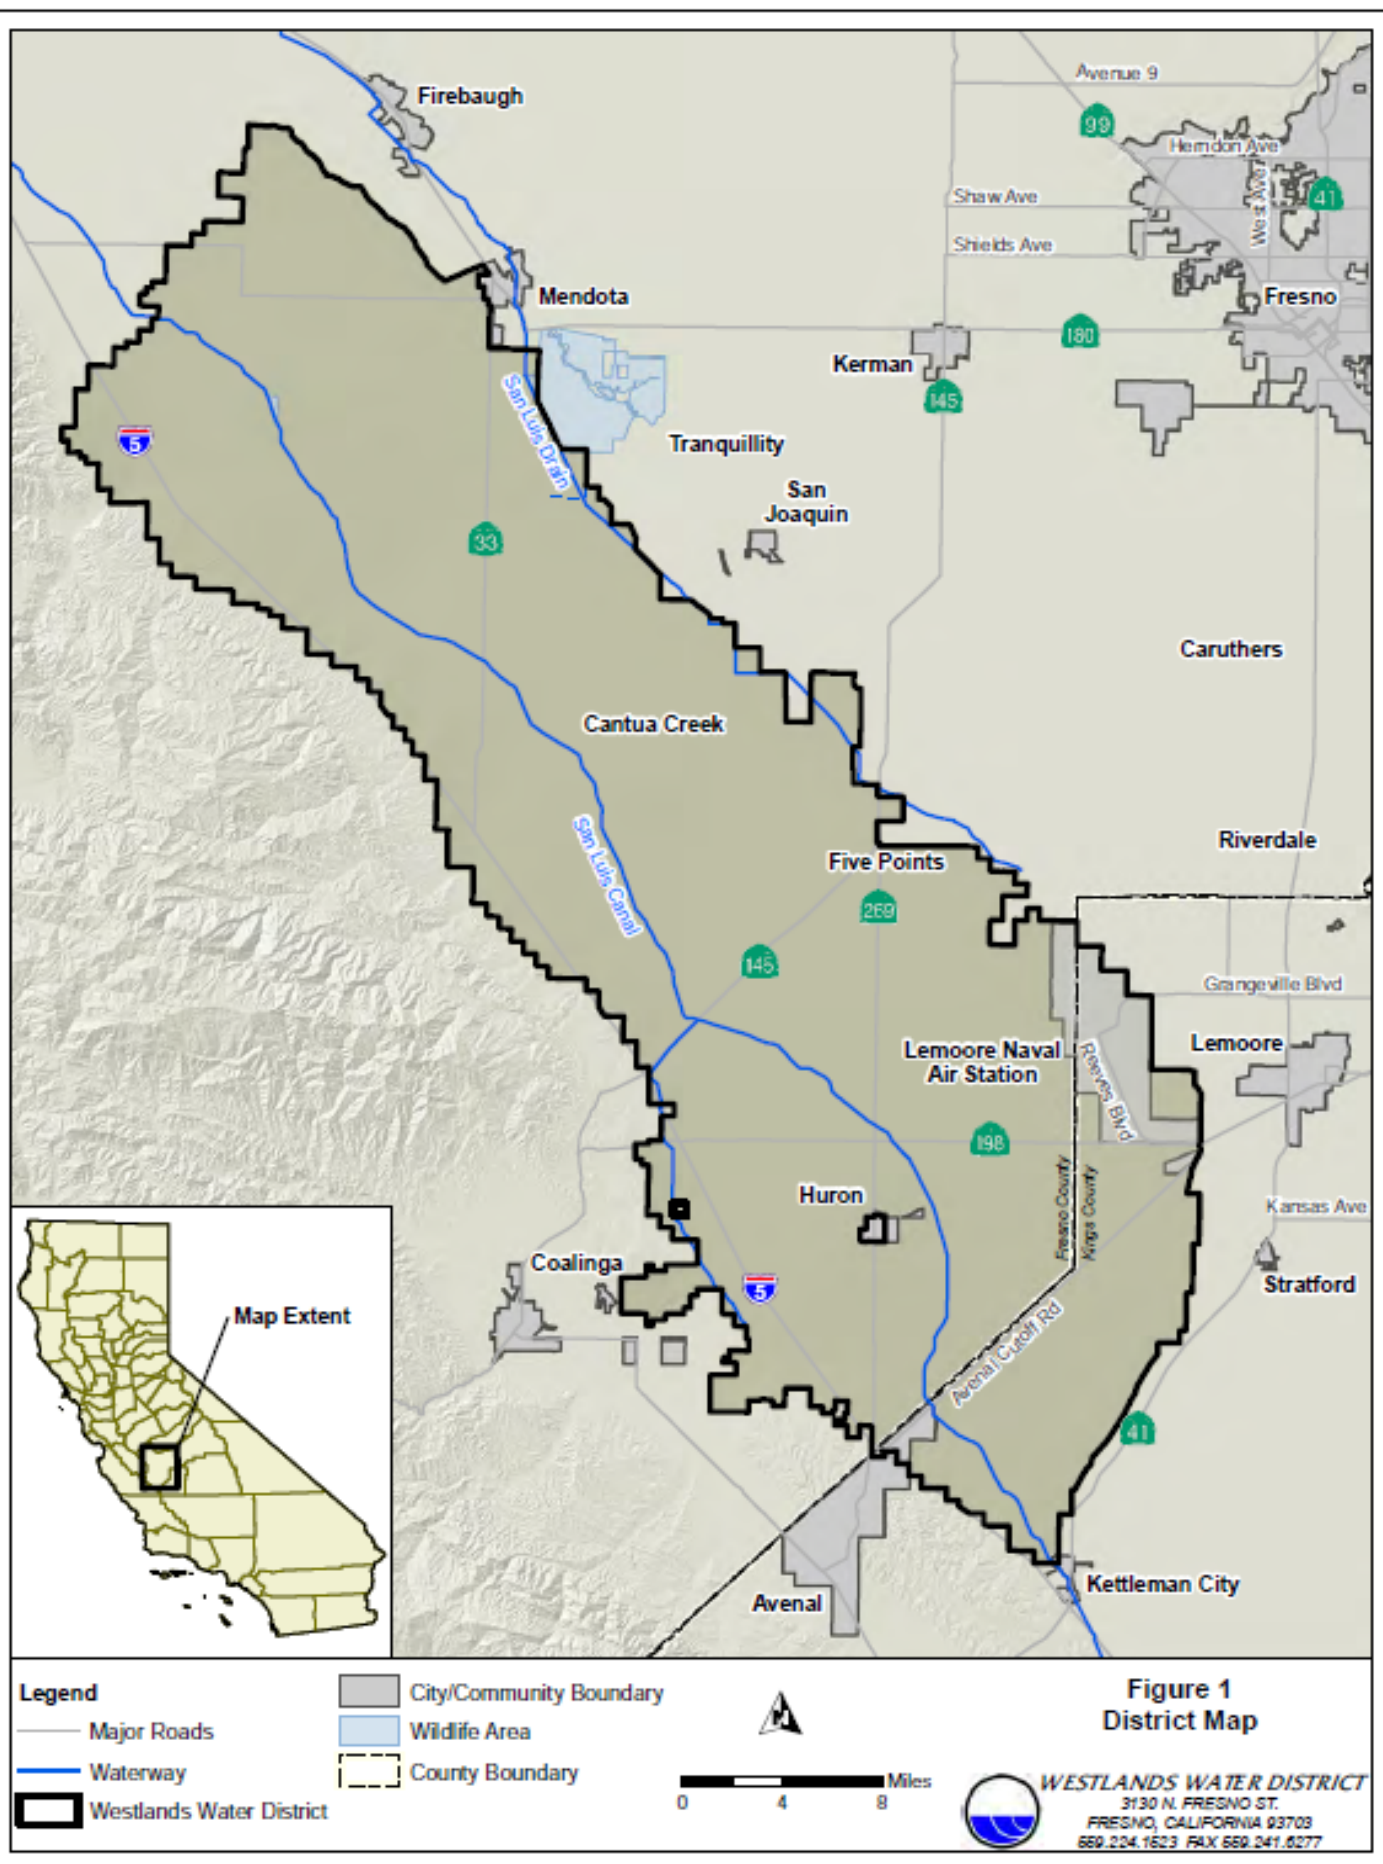 Avenue 9
Firebaugh
99
Herndon Ave
West Ave
41
Shaw Ave
Shields Ave
Mendota
Fresno
180
Kerman
145
5
San Luis Drain
Tranquillity
San
Joaquin
33
Caruthers
Cantua Creek
San Luis Canal
Riverdale
Five Points
269
145
Grangeville Blvd
Lemoore
Lemoore Naval
Air Station
Reeves Blvd
198
Fresno County
Kings County
Huron
Kansas Ave
Coalinga
5
Stratford
Map Extent
Avenal Cutoff Rd
41
Kettleman City
Avenal
Legend
Major Roads
Waterway
Westlands Water District
City/Community Boundary
Wildlife Area
County Boundary
N
Miles
0 4 8
Figure 1
District Map
WESTLANDS WATER DISTRICT
3130 N. FRESNO ST.
FRESNO, CALIFORNIA 93703
559.224.1523 FAX 559.241.6277